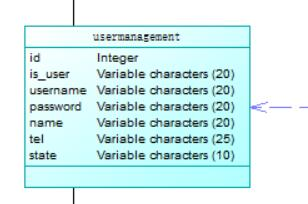 usermanagement
id Integer
is_user Variable characters (20)
username Variable characters (20)
password Variable characters (20)
name Variable characters (20)
tel Variable characters (25)
state Variable characters (10)